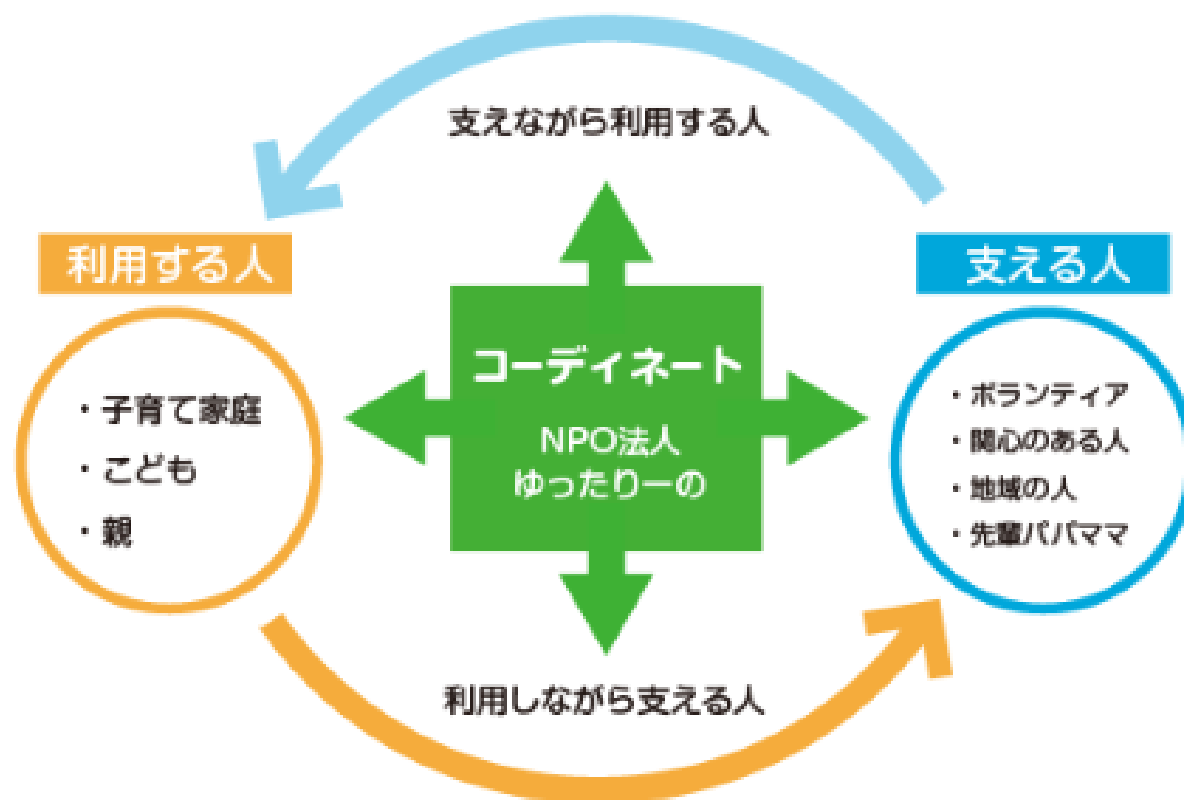 支えながら利用する人
利用する人
・子育て家庭
・こども
・親
コーディネート
NPO法人
ゆったりーの
支える人
・ボランティア
・関心のある人
・地域の人
・先輩パパママ
利用しながら支える人